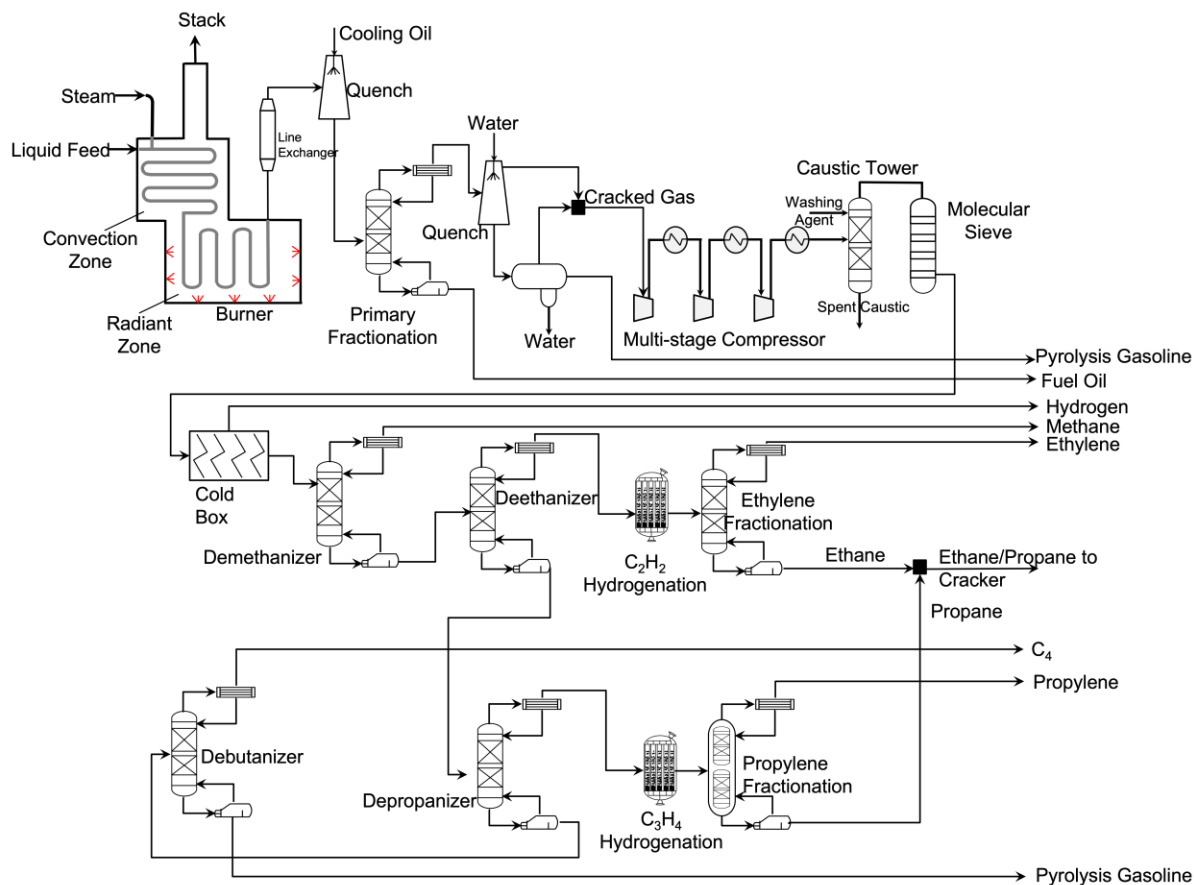 Stack
Cooling Oil
Quench
Steam
Liquid Feed
Line
Exchanger
Water
Caustic Tower
Washing
Agent
Cracked Gas
Molecular
Sieve
Convection
Zone
Quench
Radiant
Zone
Burner
Primary
Fractionation
Water
Multi-stage Compressor
Spent Caustic
Pyrolysis Gasoline
Fuel Oil
Hydrogen
Methane
Ethylene
Cold
Box
Demethanizer
Deethanizer
C₂H₂
Hydrogenation
Ethylene
Fractionation
Ethane
Ethane/Propane to
Cracker
Propane
C₄
Propylene
Debutanizer
Depropanizer
C₃H₄
Hydrogenation
Propylene
Fractionation
Pyrolysis Gasoline